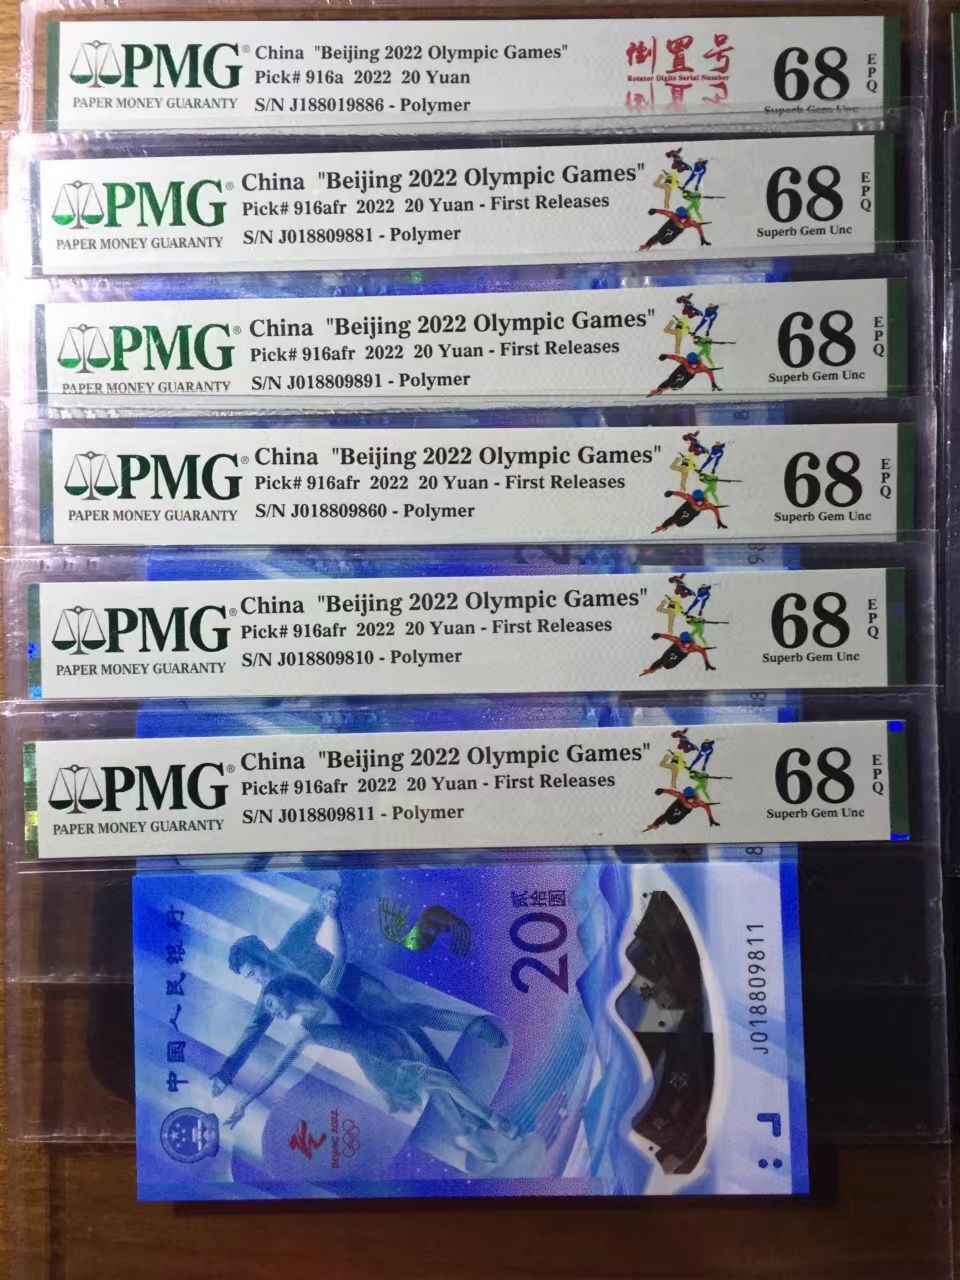 PMG®
PAPER MONEY GUARANTY
China "Beijing 2022 Olympic Games"
Pick# 916a 2022 20 Yuan
S/N J188019886 - Polymer
倒置号
Rotator Digits Serial Number
68
EPQ
Superb Gem Unc
PMG®
PAPER MONEY GUARANTY
China "Beijing 2022 Olympic Games"
Pick# 916afr 2022 20 Yuan - First Releases
S/N J018809881 - Polymer
68
EPQ
Superb Gem Unc
PMG®
PAPER MONEY GUARANTY
China "Beijing 2022 Olympic Games"
Pick# 916afr 2022 20 Yuan - First Releases
S/N J018809891 - Polymer
68
EPQ
Superb Gem Unc
PMG®
PAPER MONEY GUARANTY
China "Beijing 2022 Olympic Games"
Pick# 916afr 2022 20 Yuan - First Releases
S/N J018809860 - Polymer
68
EPQ
Superb Gem Unc
PMG®
PAPER MONEY GUARANTY
China "Beijing 2022 Olympic Games"
Pick# 916afr 2022 20 Yuan - First Releases
S/N J018809810 - Polymer
68
EPQ
Superb Gem Unc
PMG®
PAPER MONEY GUARANTY
China "Beijing 2022 Olympic Games"
Pick# 916afr 2022 20 Yuan - First Releases
S/N J018809811 - Polymer
68
EPQ
Superb Gem Unc
中国人民银行
BEIJING 2022
20
贰拾圆
J018809811